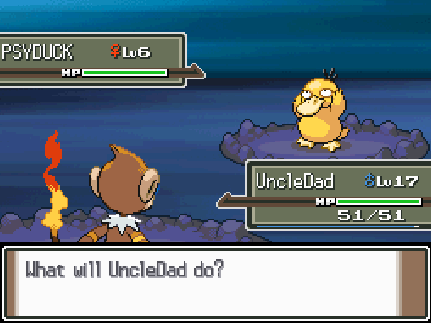 PSYDUCK ♀Lv6
HP
UncleDad ♂Lv17
HP
51/51
What will UncleDad do?